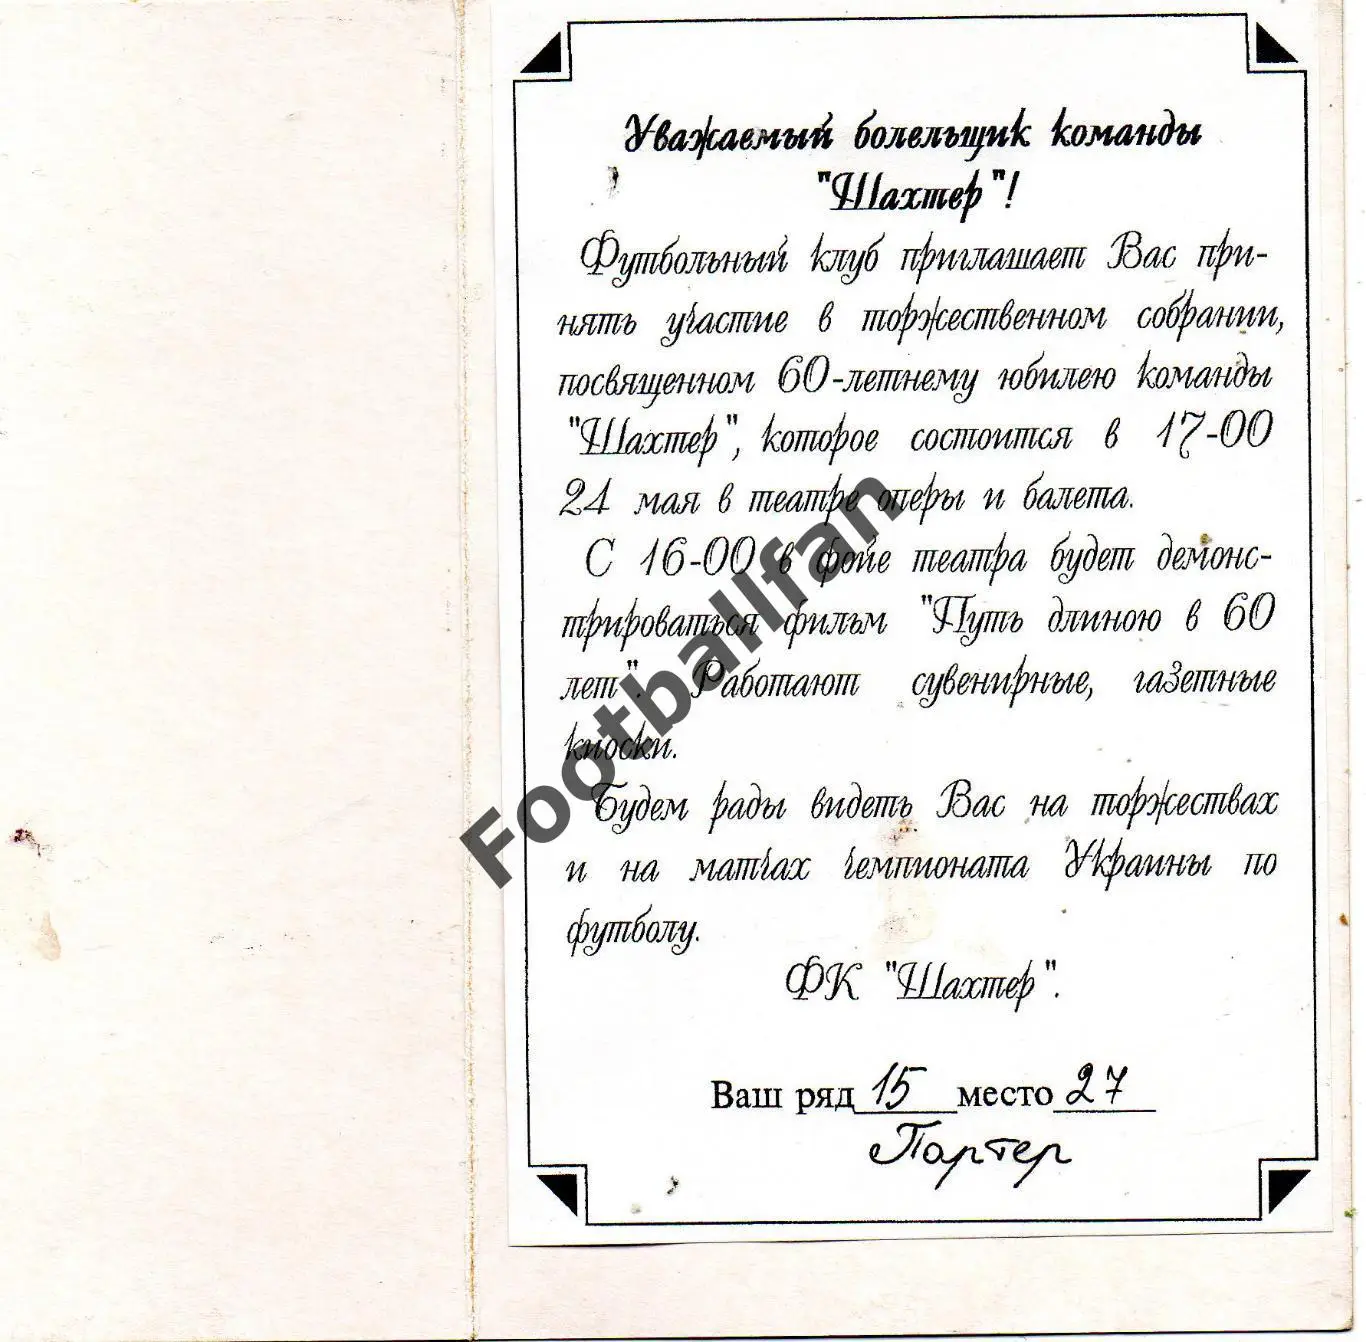 Уважаемый болельщик команды
"Шахтер"!
Футбольный клуб приглашает Вас при-
нять участие в торжественном собрании,
посвященном 60-летнему юбилею команды
"Шахтер", которое состоится в 17-00
24 мая в театре оперы и балета.
С 16-00 в фойе театра будет демонс-
трироваться фильм "Путь длиною в 60
лет". Работают сувенирные, газетные
киоски.
Будем рады видеть Вас на торжествах
и на матчах чемпионата Украины по
футболу.
ФК "Шахтер".
Ваш ряд 15 место 27
Партер
Footballfan